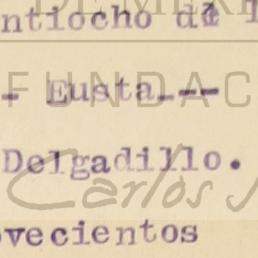 ntiocho de
- Eusta.---
Delgadillo.
ovecientos
FUNDAC
Carlos